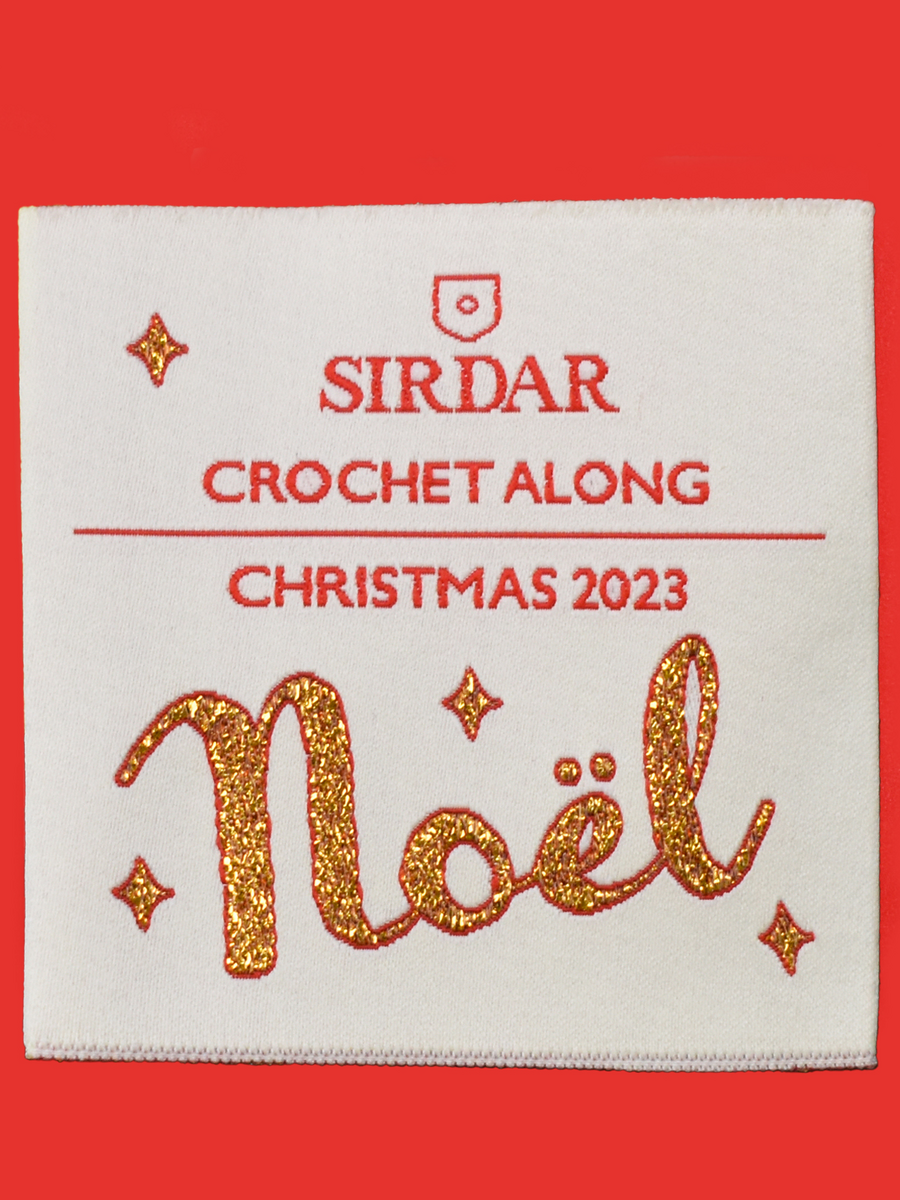 SIRDAR
CROCHET ALONG
CHRISTMAS 2023
noël